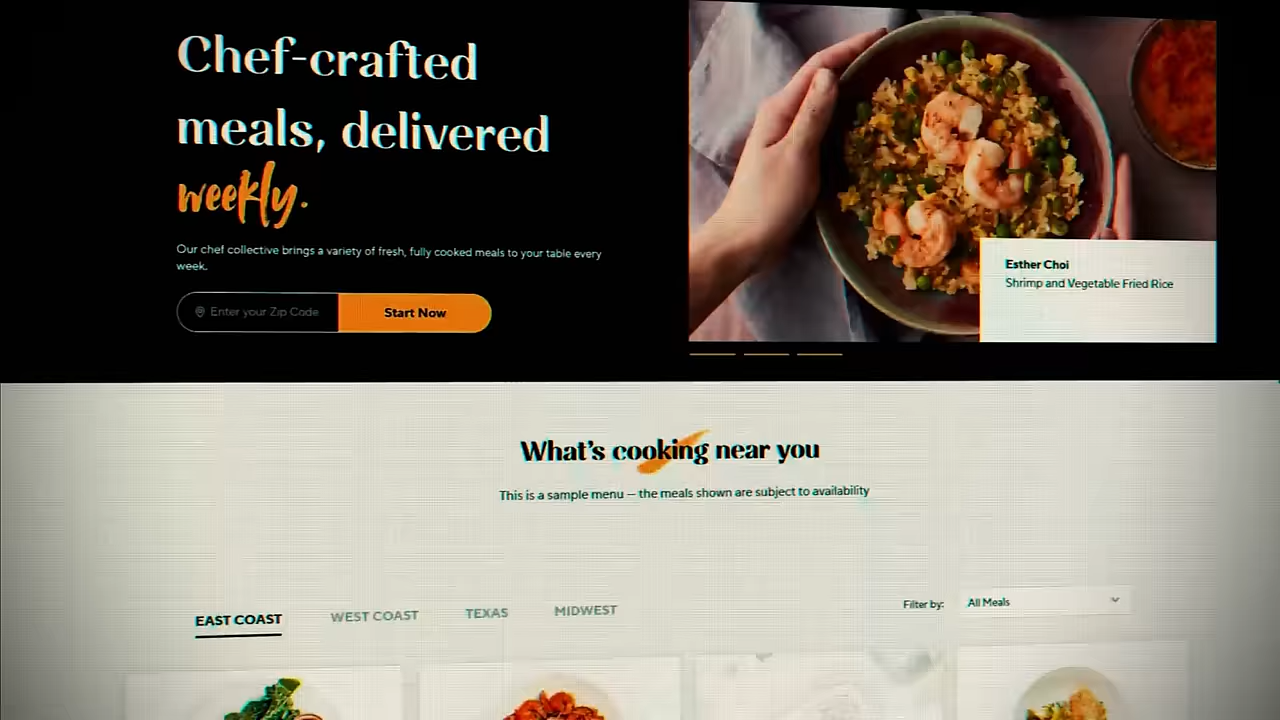 Chef-crafted
meals, delivered
weekly.
Our chef collective brings a variety of fresh, fully cooked meals to your table every
week.
Enter your Zip Code
Start Now
Esther Choi
Shrimp and Vegetable Fried Rice
What's cooking near you
This is a sample menu – the meals shown are subject to availability
EAST COAST WEST COAST TEXAS MIDWEST
Filter by: All Meals